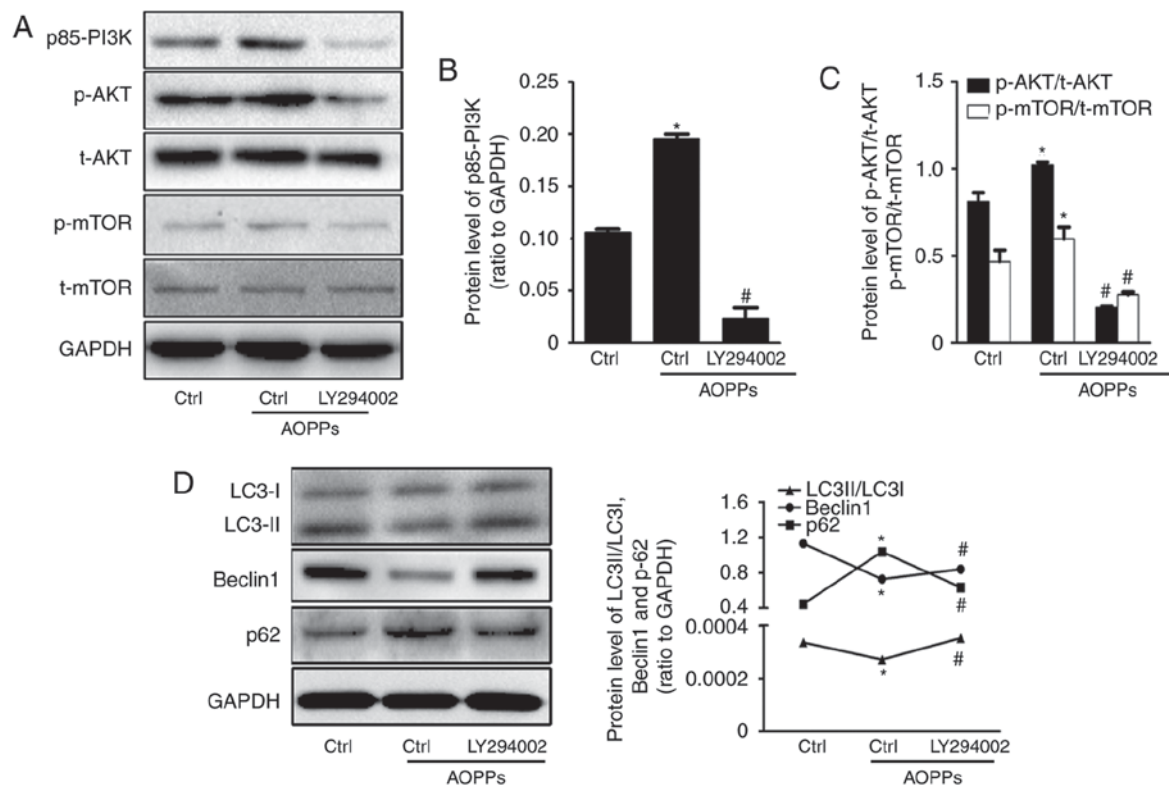 A
p85-PI3K
p-AKT
t-AKT
p-mTOR
t-mTOR
GAPDH
Ctrl Ctrl LY294002
AOPPs
B
Protein level of p85-PI3K
(ratio to GAPDH)
0.25
0.20
0.15
0.10
0.05
0
*
#
Ctrl Ctrl LY294002
AOPPs
C
Protein level of p-AKT/t-AKT
p-mTOR/t-mTOR
1.5
1.0
0.5
0
p-AKT/t-AKT
p-mTOR/t-mTOR
*
*
# #
Ctrl Ctrl LY294002
AOPPs
D
LC3-I
LC3-II
Beclin1
p62
GAPDH
Ctrl Ctrl LY294002
AOPPs
Protein level of LC3II/LC3I,
Beclin1 and p-62
(ratio to GAPDH)
LC3II/LC3I
Beclin1
p62
1.6
1.2
0.8
0.4
0.0004
0.0002
0
* #
* #
* #
Ctrl Ctrl LY294002
AOPPs